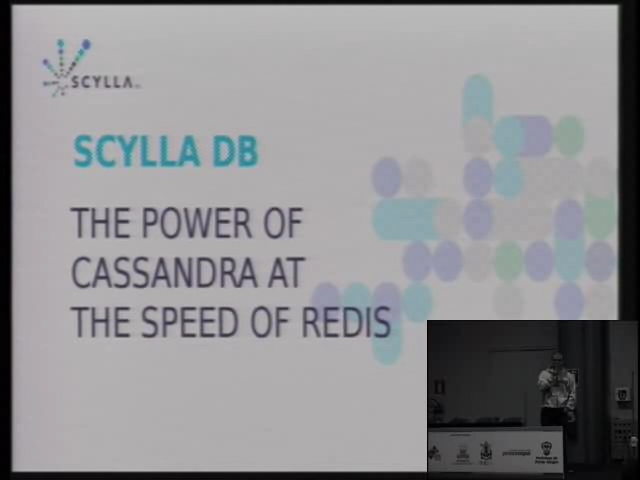 SCYLLA
SCYLLA DB
THE POWER OF
CASSANDRA AT
THE SPEED OF REDIS